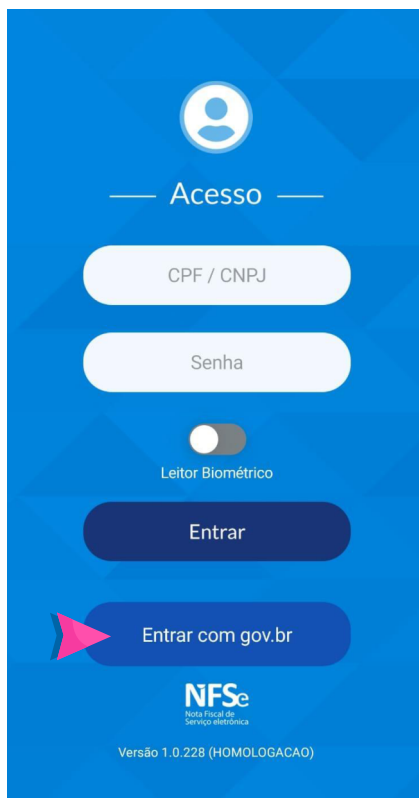 Acesso
CPF / CNPJ
Senha
Leitor Biométrico
Entrar
Entrar com gov.br
NFSe
Nota Fiscal de
Serviço eletrônica
Versão 1.0.228 (HOMOLOGACAO)